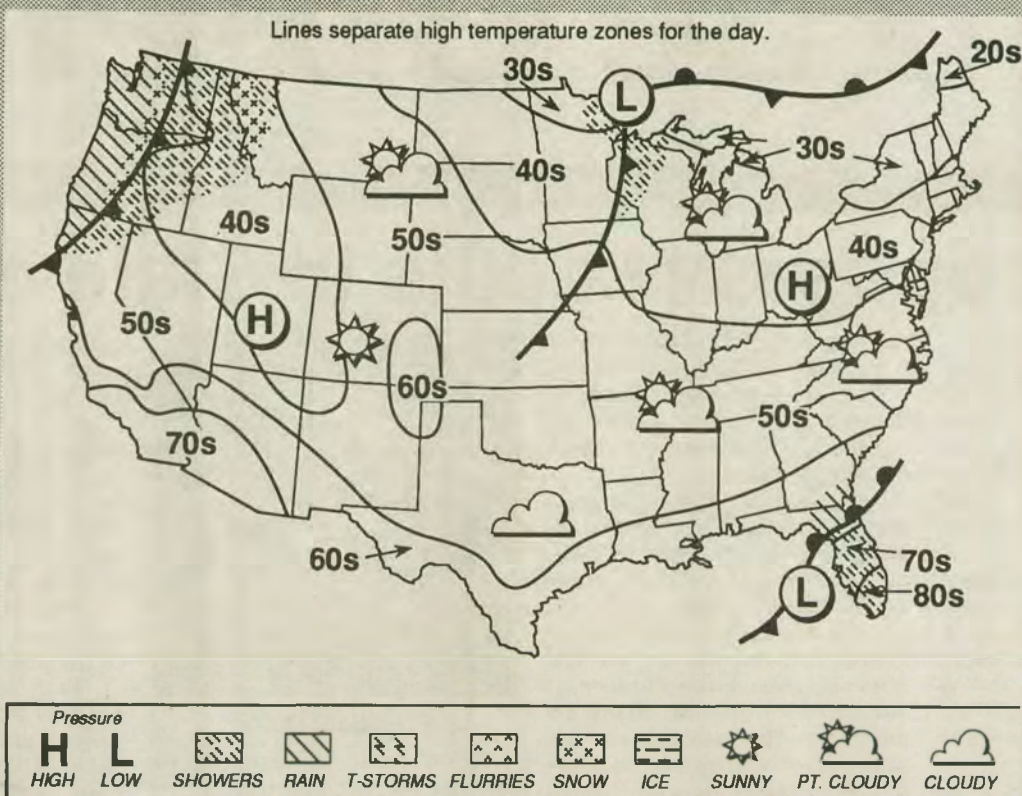 Lines separate high temperature zones for the day.
20s
30s
L
30s
40s
40s
50s
40s
H
H
50s
60s
50s
70s
60s
70s
L
80s
Pressure
H L
HIGH LOW SHOWERS RAIN T-STORMS FLURRIES SNOW ICE SUNNY PT. CLOUDY CLOUDY